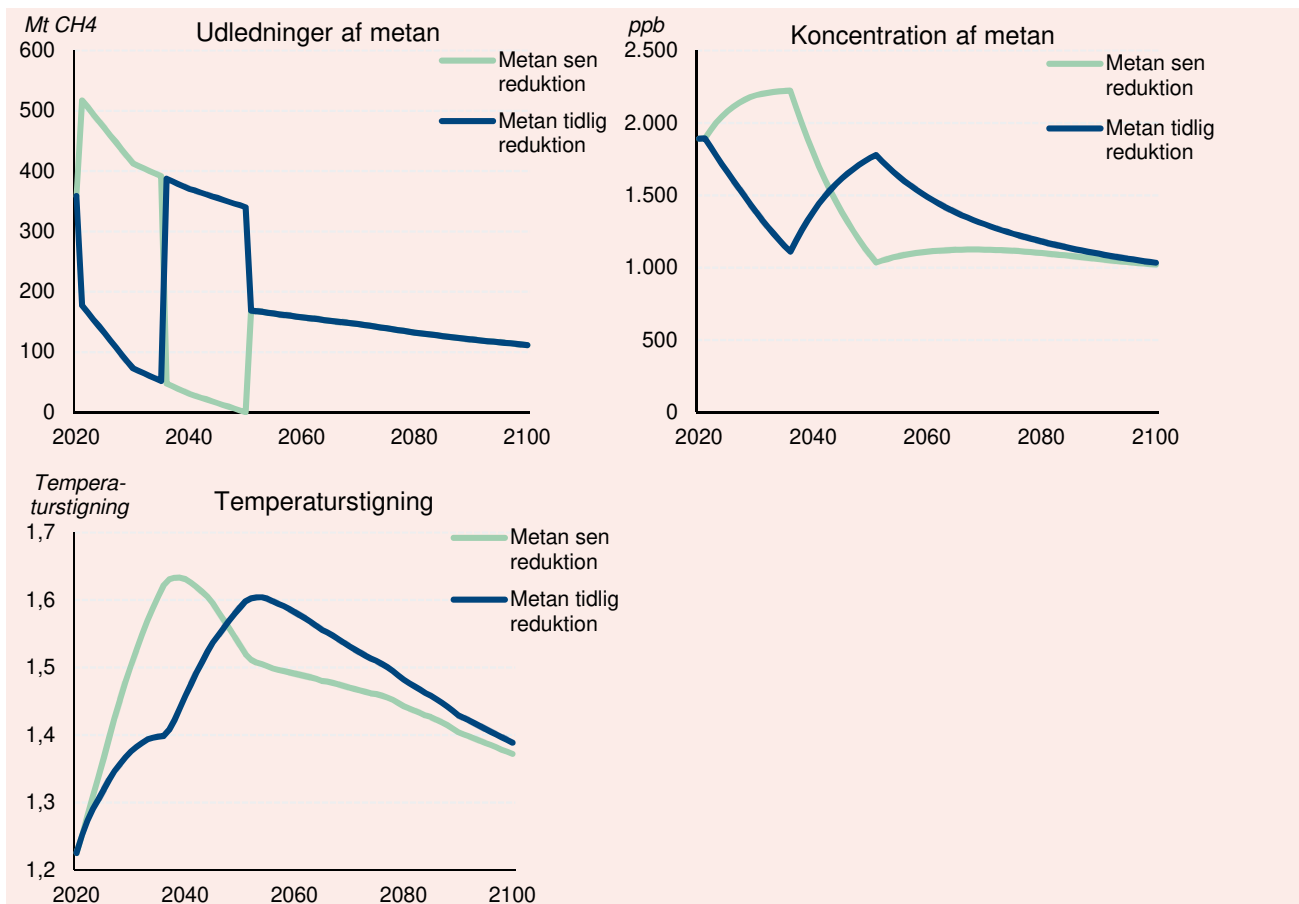 Mt CH4
Udledninger af metan
600
500
400
300
200
100
0
2020
2040
2060
2080
2100
Metan sen
reduktion
Metan tidlig
reduktion
ppb
Koncentration af metan
2.500
2.000
1.500
1.000
500
0
2020
2040
2060
2080
2100
Metan sen
reduktion
Metan tidlig
reduktion
Tempera-
turstigning
Temperaturstigning
1,7
1,6
1,5
1,4
1,3
1,2
2020
2040
2060
2080
2100
Metan sen
reduktion
Metan tidlig
reduktion